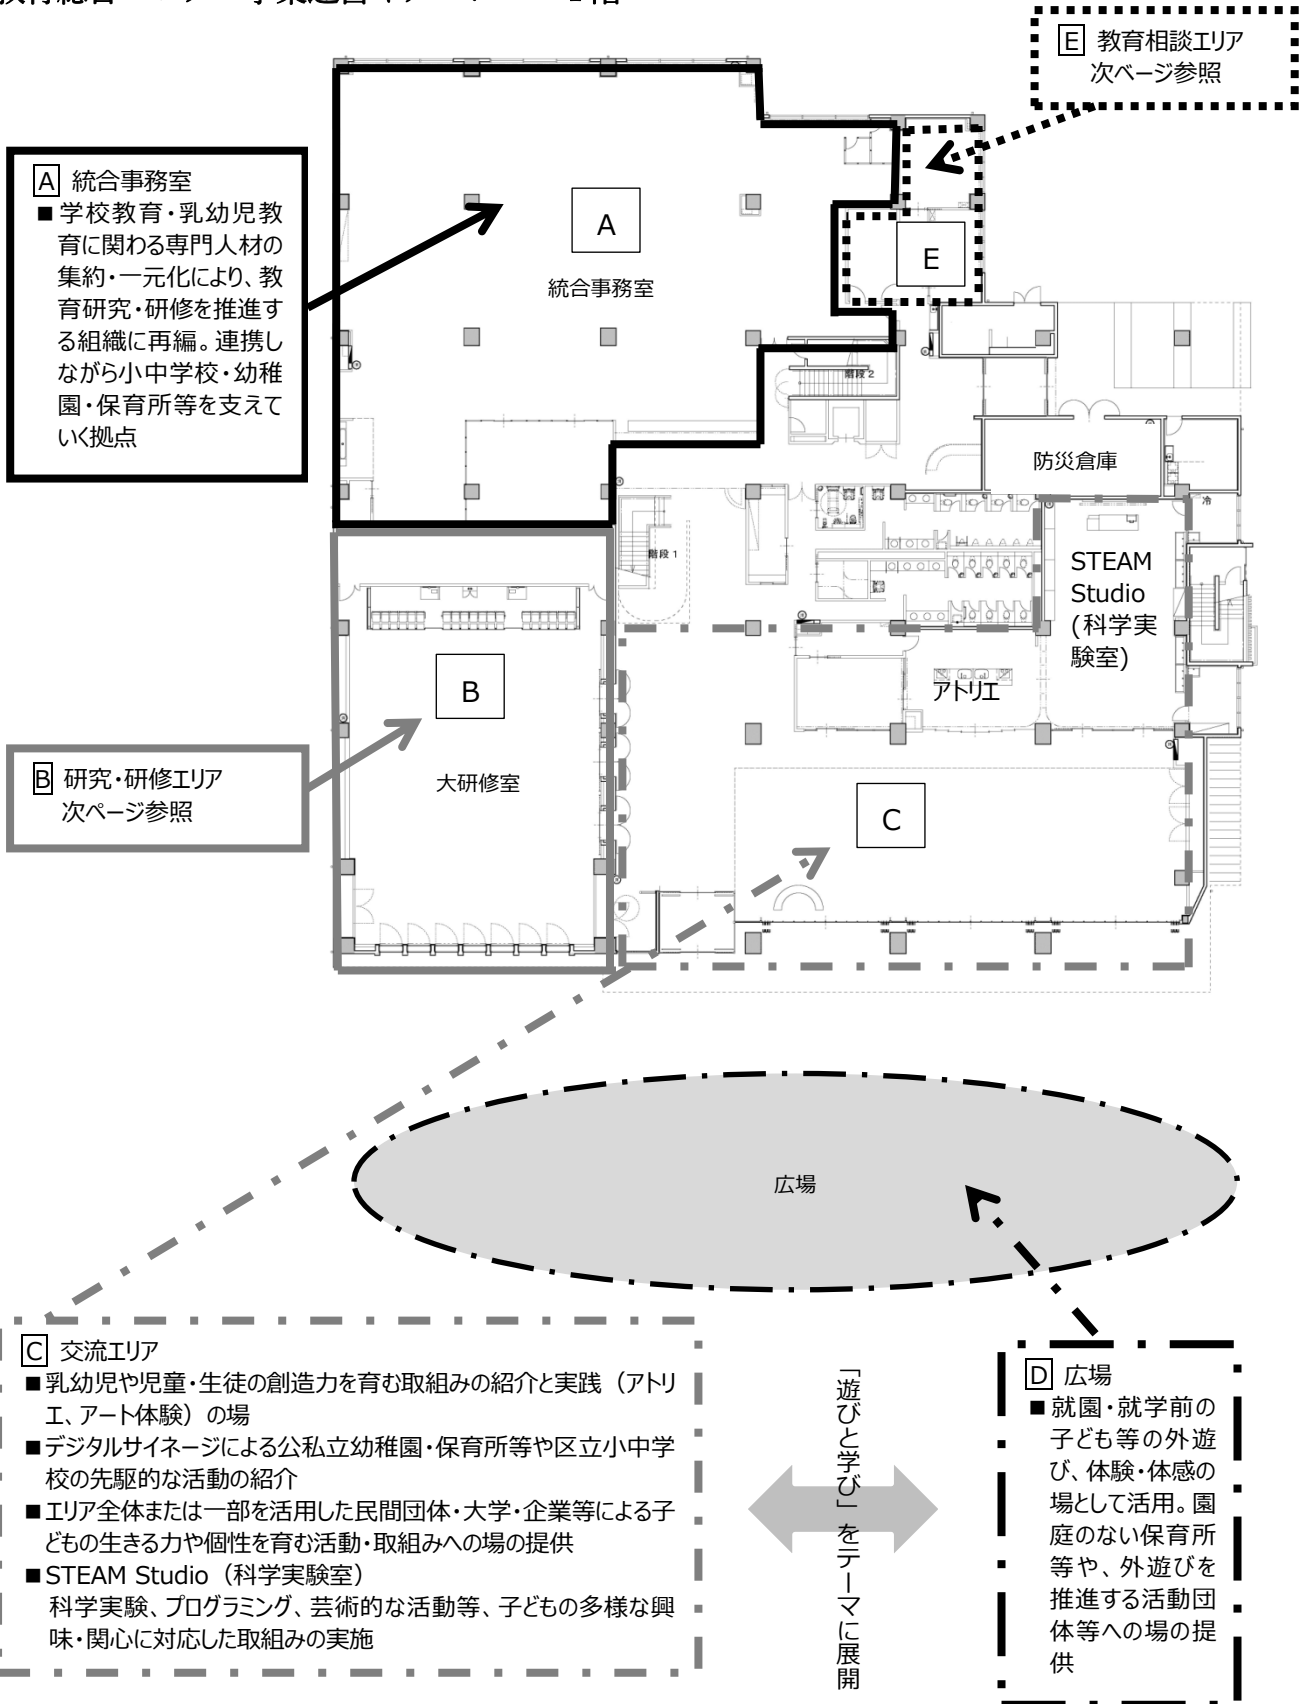 E 教育相談エリア
次ページ参照
A 統合事務室
■学校教育・乳幼児教
育に関わる専門人材の
集約・一元化により、教
育研究・研修を推進す
る組織に再編。連携し
ながら小中学校・幼稚
園・保育所等を支えて
いく拠点
A
統合事務室
E
階段2
防災倉庫
冷
階段1
STEAM
Studio
(科学実
験室)
アトリエ
B
大研修室
B 研究・研修エリア
次ページ参照
C
広場
C 交流エリア
■乳幼児や児童・生徒の創造力を育む取組みの紹介と実践（アトリ
エ、アート体験）の場
■デジタルサイネージによる公私立幼稚園・保育所等や区立小中学
校の先駆的な活動の紹介
■エリア全体または一部を活用した民間団体・大学・企業等による子
どもの生きる力や個性を育む活動・取組みへの場の提供
■STEAM Studio（科学実験室）
科学実験、プログラミング、芸術的な活動等、子どもの多様な興
味・関心に対応した取組みの実施
「遊びと学び」をテーマに展開
D 広場
■就園・就学前の
子ども等の外遊
び、体験・体感の
場として活用。園
庭のない保育所
等や、外遊びを
推進する活動団
体等への場の提
供